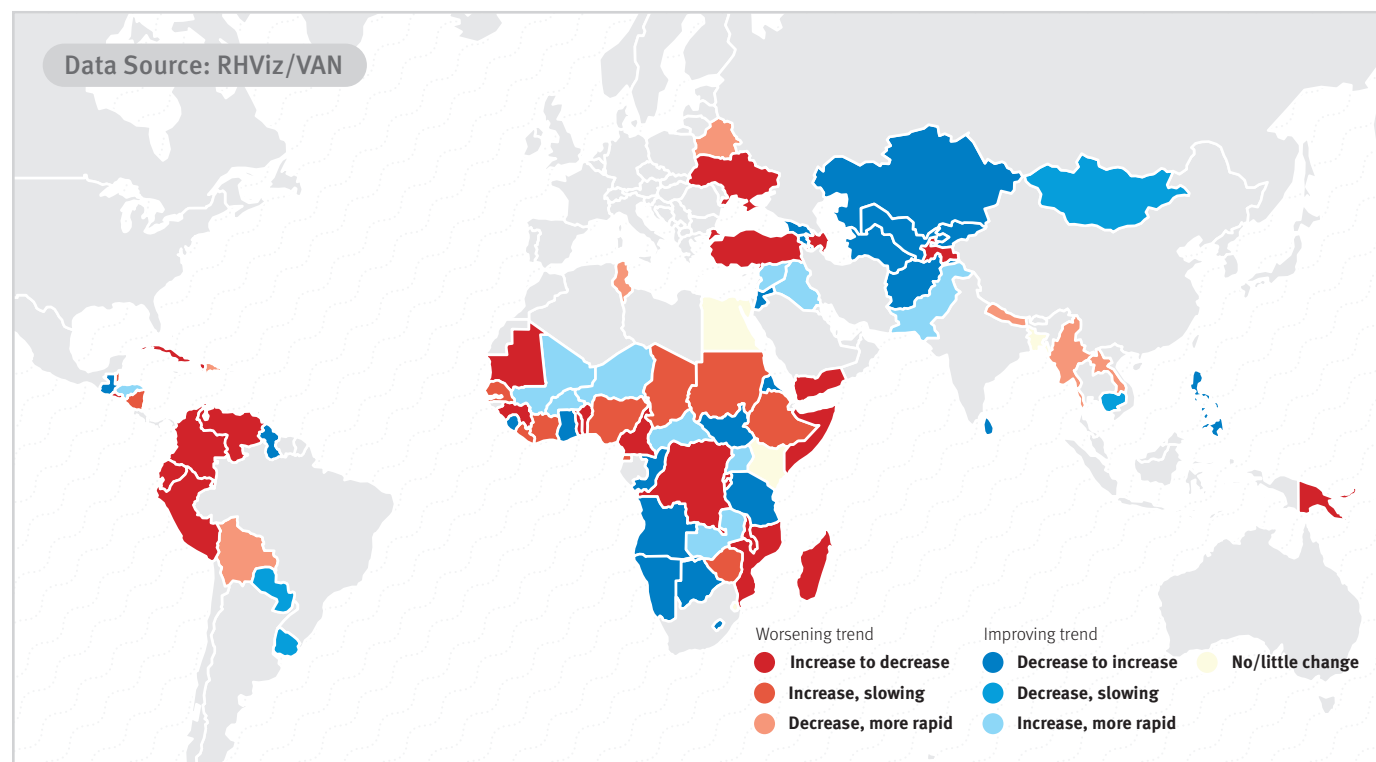 Data Source: RHViz/VAN
Worsening trend
Increase to decrease
Increase, slowing
Decrease, more rapid
Improving trend
Decrease to increase
Decrease, slowing
Increase, more rapid
No/little change